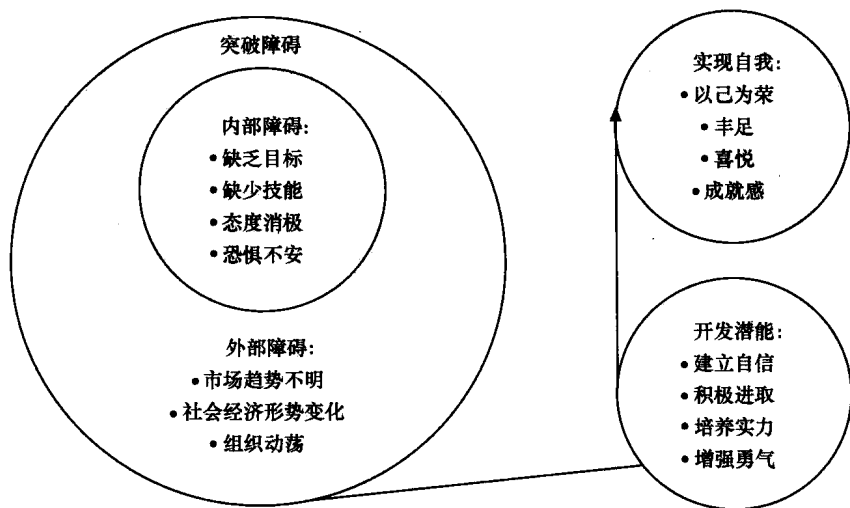 突破障碍
内部障碍:
• 缺乏目标
• 缺少技能
• 态度消极
• 恐惧不安
外部障碍:
• 市场趋势不明
• 社会经济形势变化
• 组织动荡
实现自我:
• 以己为荣
• 丰足
• 喜悦
• 成就感
开发潜能:
• 建立自信
• 积极进取
• 培养实力
• 增强勇气